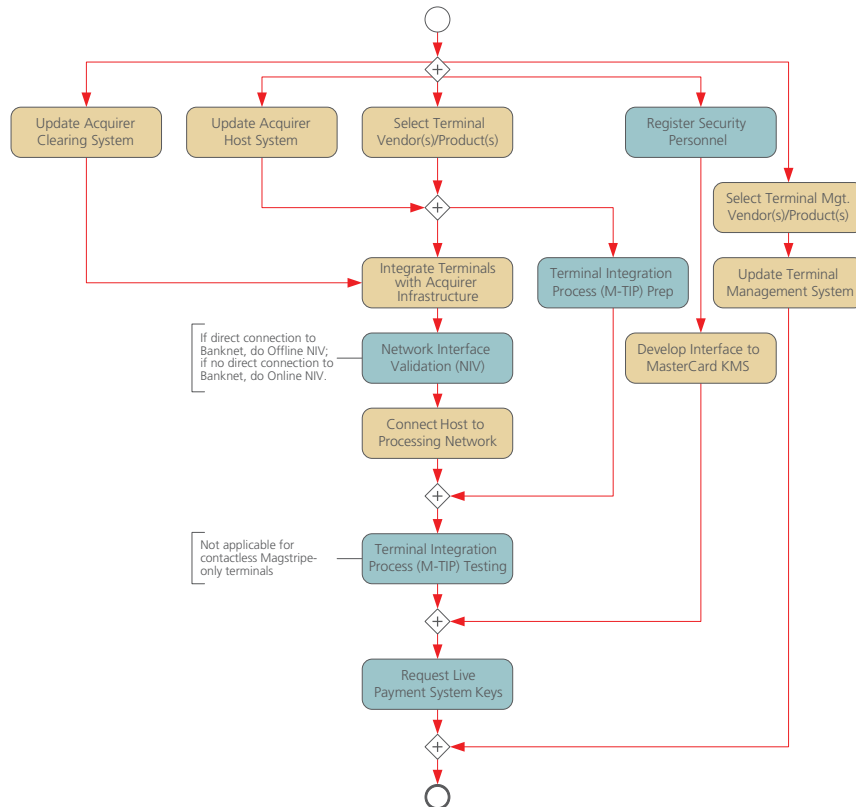 Update Acquirer
Clearing System
Update Acquirer
Host System
Select Terminal
Vendor(s)/Product(s)
Register Security
Personnel
Select Terminal Mgt.
Vendor(s)/Product(s)
Integrate Terminals
with Acquirer
Infrastructure
Terminal Integration
Process (M-TIP) Prep
Update Terminal
Management System
If direct connection to
Banknet, do Offline NIV;
if no direct connection to
Banknet, do Online NIV.
Network Interface
Validation (NIV)
Develop Interface to
MasterCard KMS
Connect Host to
Processing Network
Not applicable for
contactless Magstripe-
only terminals
Terminal Integration
Process (M-TIP) Testing
Request Live
Payment System Keys